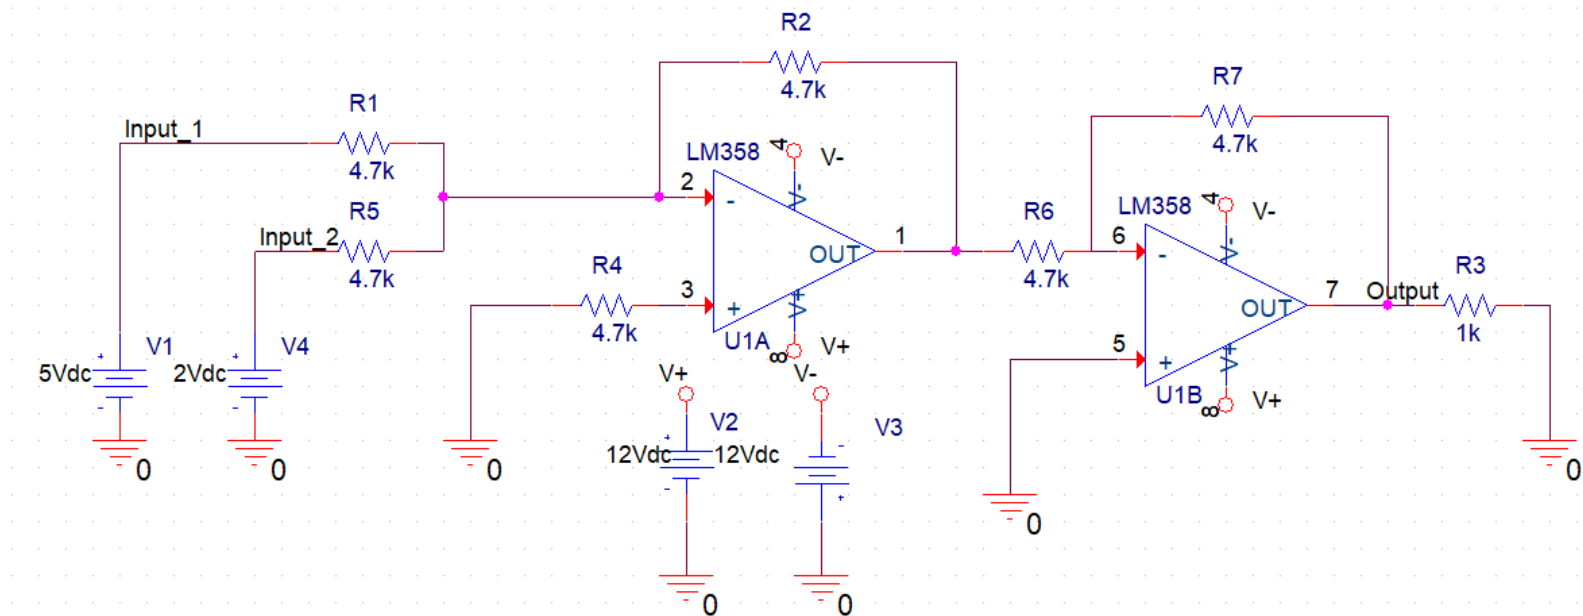 R2
4.7k
R7
4.7k
R1
Input_1
4.7k
LM358
4
V-
2
-
V-
R5
Input_2
4.7k
OUT
1
R6
4.7k
LM358
4
V-
6
-
V-
R4
4.7k
3
+
V+
U1A
8
V+
OUT
7
Output
R3
1k
5
+
V+
U1B
8
V+
V1
5Vdc
+
-
0
V4
2Vdc
+
-
0
0
V+
V2
12Vdc
+
-
0
V-
V3
12Vdc
-
+
0
0
0